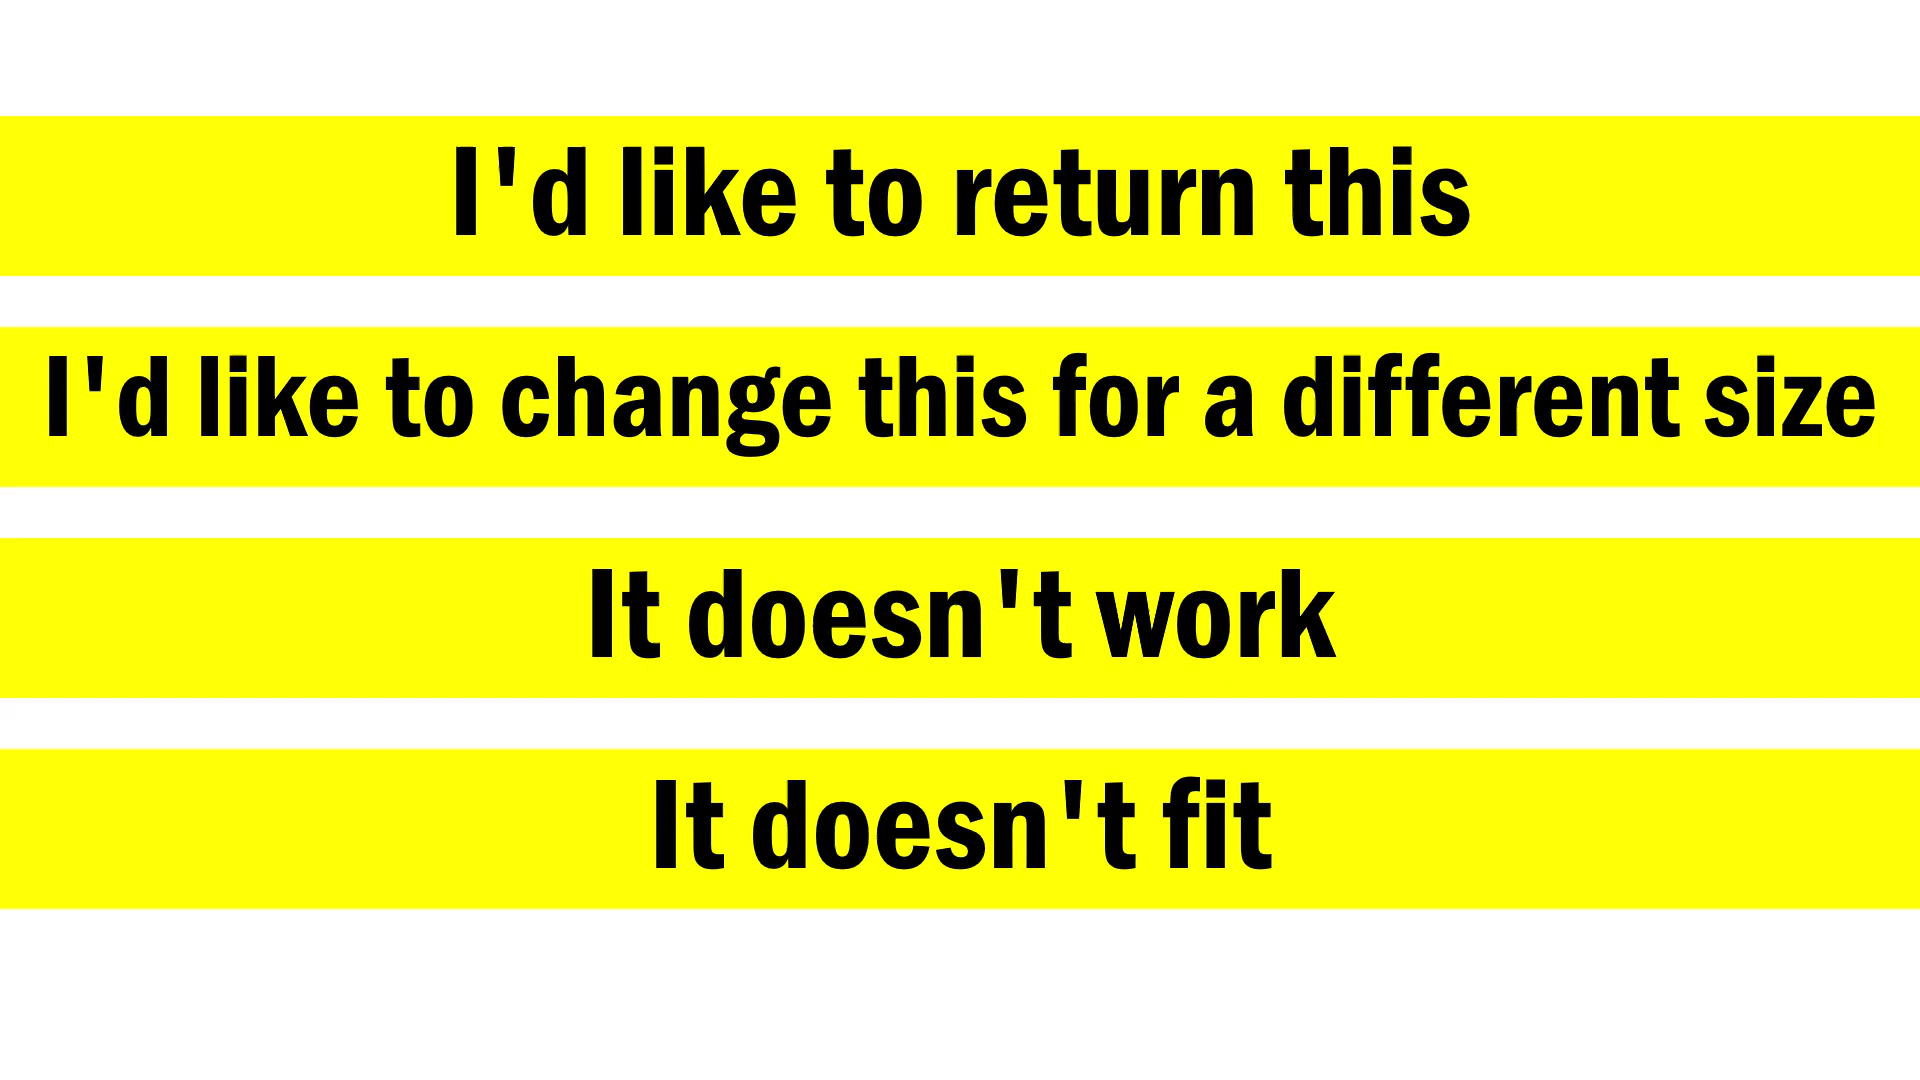 I'd like to return this
I'd like to change this for a different size
It doesn't work
It doesn't fit